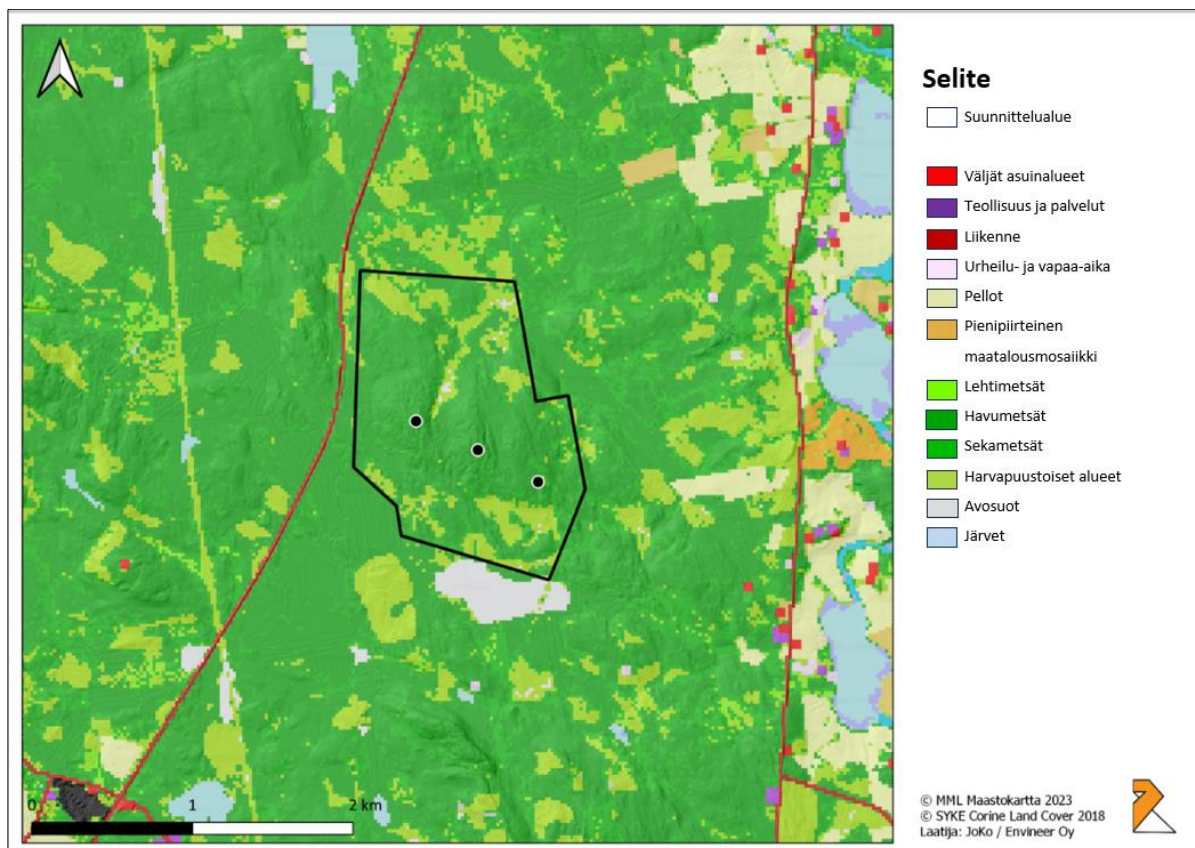 Selite
Suunnittelualue
Väljät asuinalueet
Teollisuus ja palvelut
Liikenne
Urheilu- ja vapaa-aika
Pellot
Pienipiirteinen
maatalousmosaiikki
Lehtimetsät
Havumetsät
Sekametsät
Harvapuustoiset alueet
Avosuot
Järvet
0 1 2 km
© MML Maastokartta 2023
© SYKE Corine Land Cover 2018
Laatija: JoKo / Envineer Oy